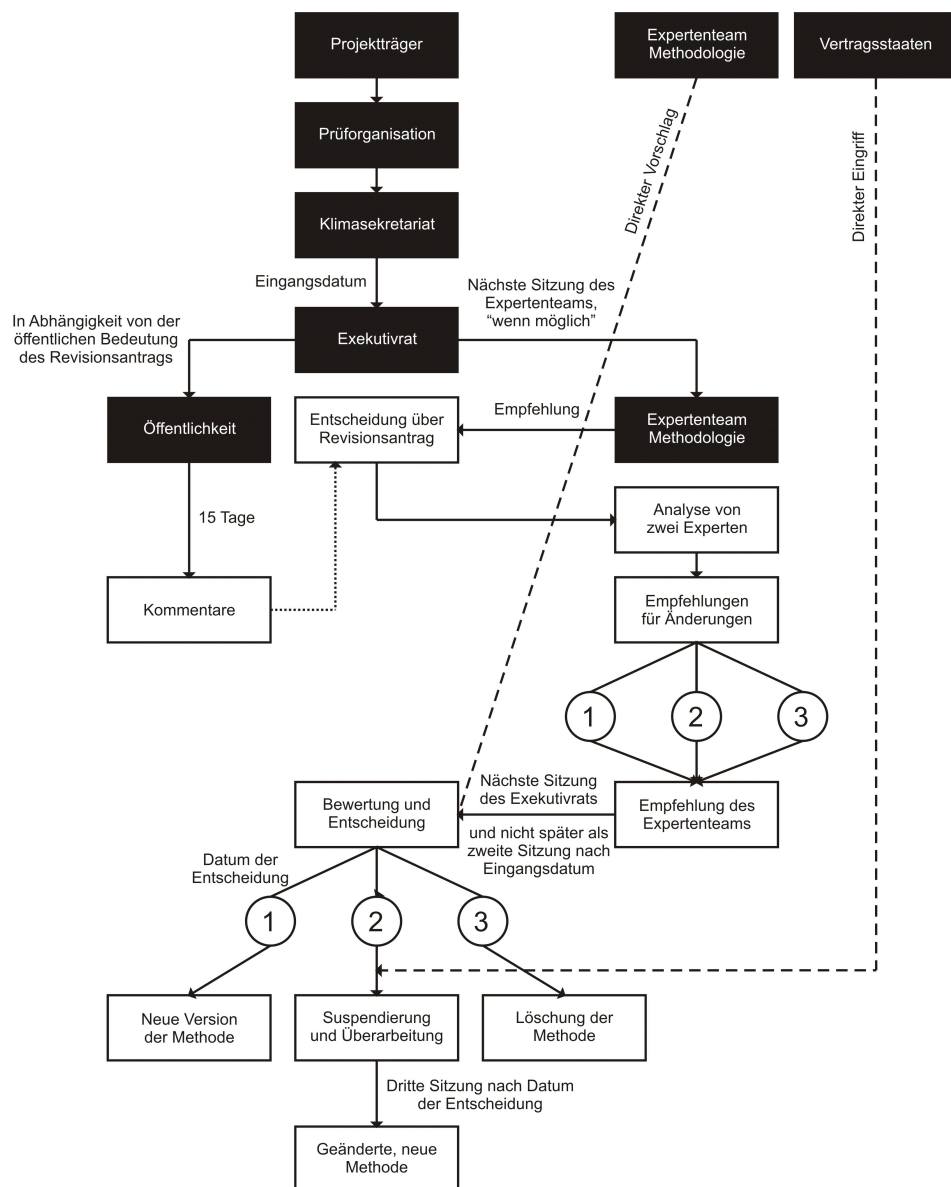 Projektträger
Expertenteam
Methodologie
Vertragsstaaten
Prüforganisation
Direkter Vorschlag
Direkter Eingriff
Klimasekretariat
Eingangsdatum
Nächste Sitzung des
Expertenteams,
“wenn möglich”
In Abhängigkeit von der
öffentlichen Bedeutung
des Revisionsantrags
Exekutivrat
Öffentlichkeit
Entscheidung über
Revisionsantrag
Empfehlung
Expertenteam
Methodologie
15 Tage
Analyse von
zwei Experten
Kommentare
Empfehlungen
für Änderungen
1
2
3
Bewertung und
Entscheidung
Nächste Sitzung
des Exekutivrats
und nicht später als
zweite Sitzung nach
Eingangsdatum
Empfehlung des
Expertenteams
Datum der
Entscheidung
1
2
3
Neue Version
der Methode
Suspendierung
und Überarbeitung
Löschung der
Methode
Dritte Sitzung nach Datum
der Entscheidung
Geänderte, neue
Methode